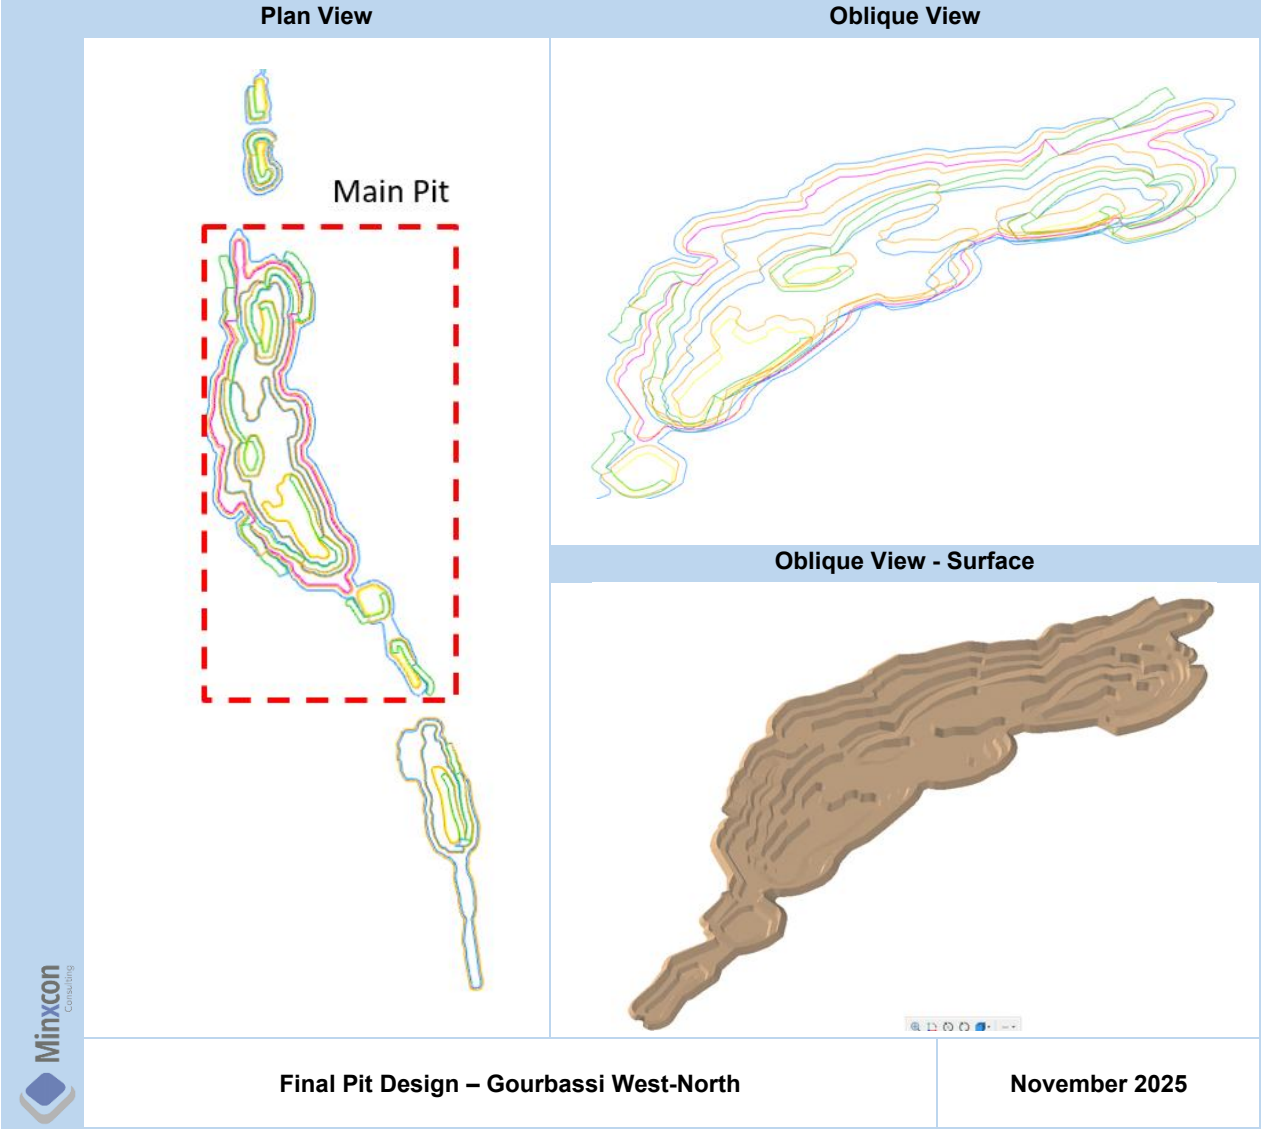 Plan View
Oblique View
Main Pit
Oblique View - Surface
Minxcon
Consulting
Final Pit Design – Gourbassi West-North
November 2025